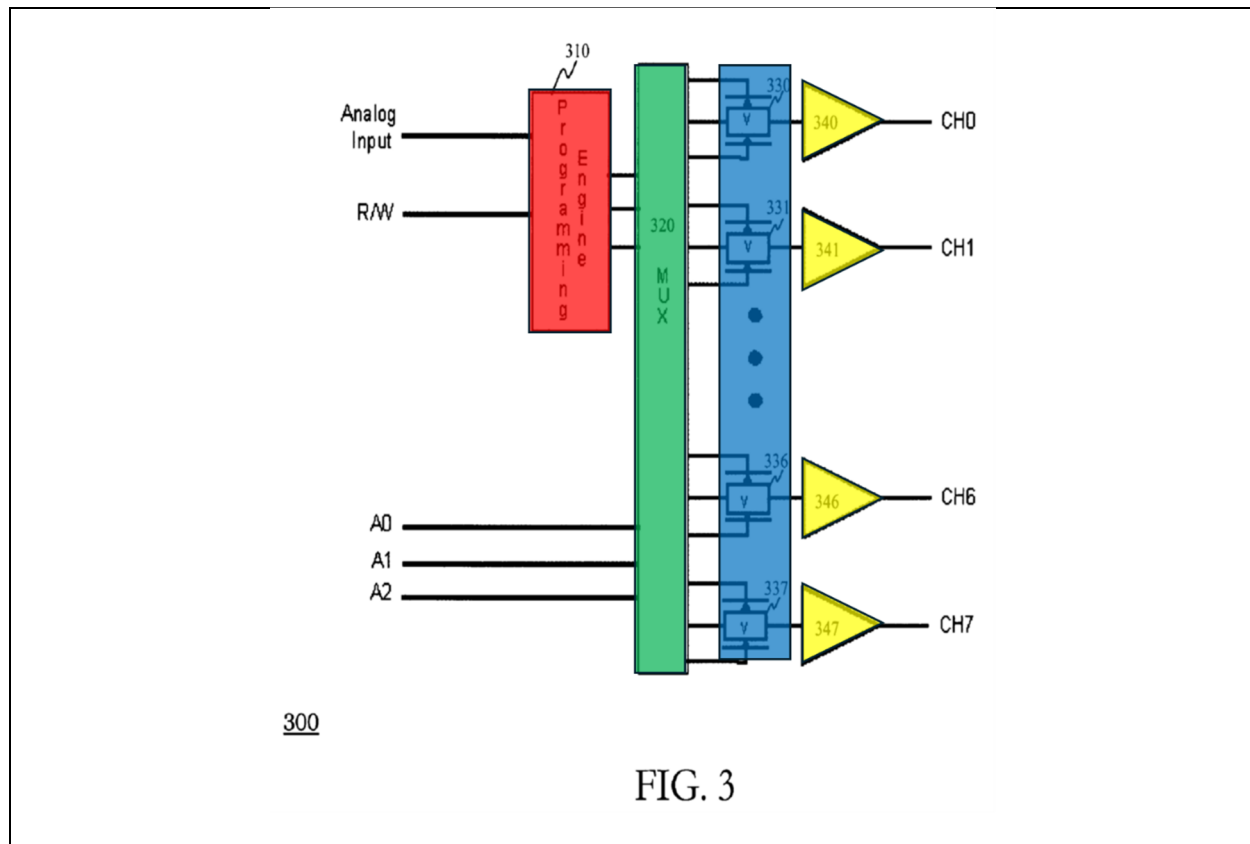 310
Analog
Input
R/W
Programming
Engine
320
MUX
330
V
340
CH0
331
V
341
CH1
336
V
346
CH6
A0
A1
A2
337
V
347
CH7
300
FIG. 3